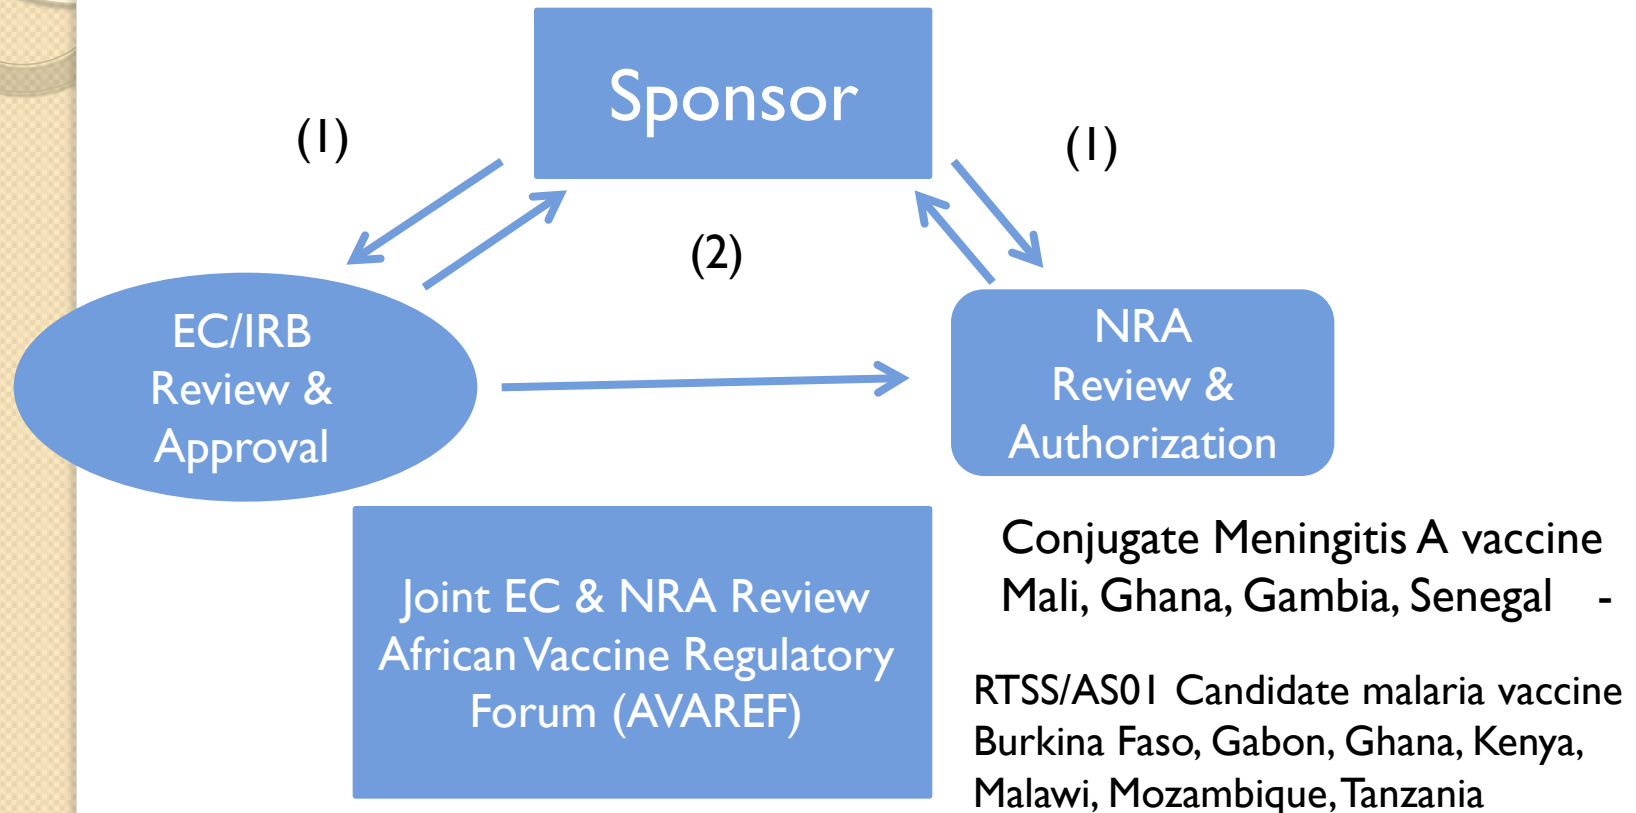 Sponsor
(1)
(1)
(2)
EC/IRB
Review &
Approval
NRA
Review &
Authorization
Joint EC & NRA Review
African Vaccine Regulatory
Forum (AVAREF)
Conjugate Meningitis A vaccine
Mali, Ghana, Gambia, Senegal -
RTSS/AS01 Candidate malaria vaccine
Burkina Faso, Gabon, Ghana, Kenya,
Malawi, Mozambique, Tanzania